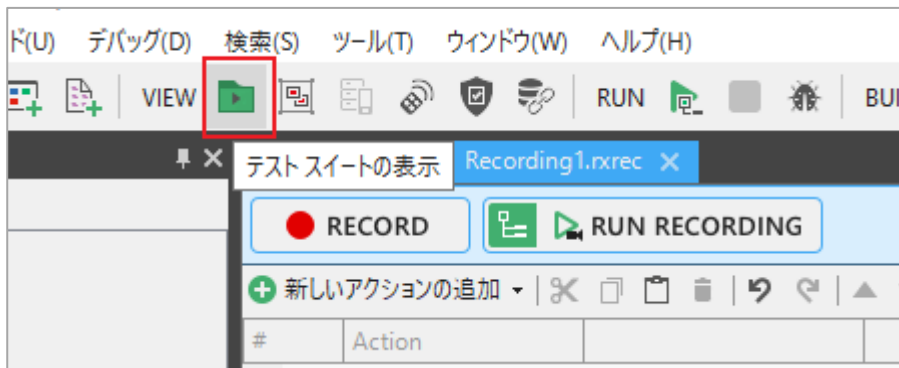 ド(U) デバッグ(D) 検索(S) ツール(T) ウィンドウ(W) ヘルプ(H)
VIEW RUN BUI
テスト スイートの表示 Recording1.rxrec
RECORD RUN RECORDING
新しいアクションの追加
# Action